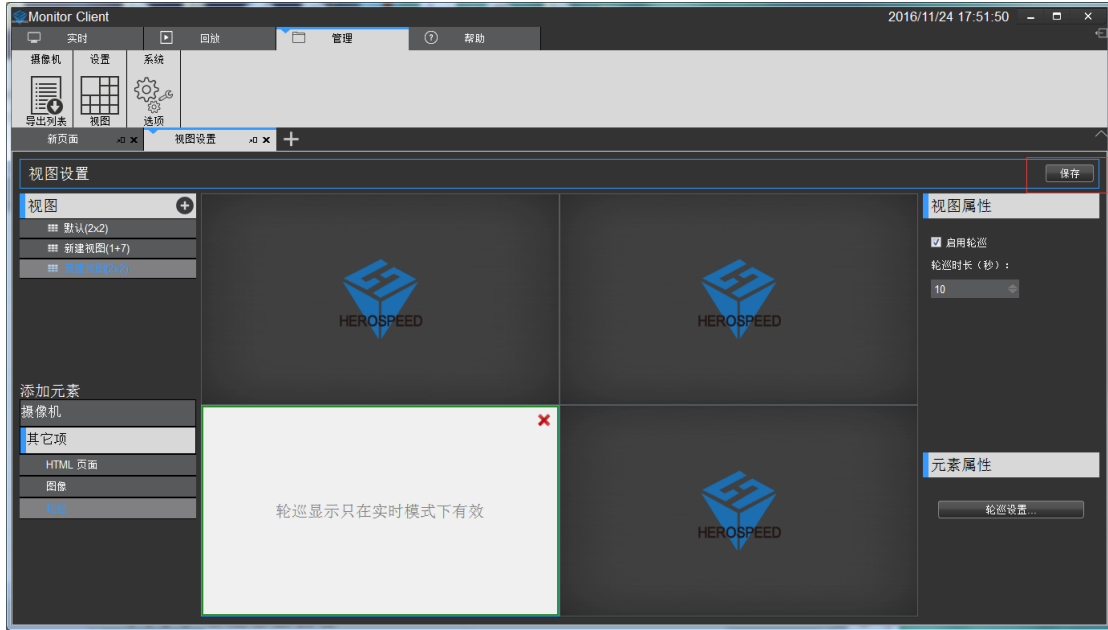 Monitor Client
2016/11/24 17:51:50
实时 回放 管理 帮助
摄像机 设置 系统
导出列表 视图 选项
新页面 视图设置
视图设置
保存
视图
默认(2x2)
新建视图(1+7)
新建视图(2x2)
添加元素
摄像机
其它项
HTML 页面
图像
HEROSPEED
HEROSPEED
轮巡显示只在实时模式下有效
HEROSPEED
视图属性
启用轮巡
轮巡时长（秒）：
10
元素属性
轮巡设置...